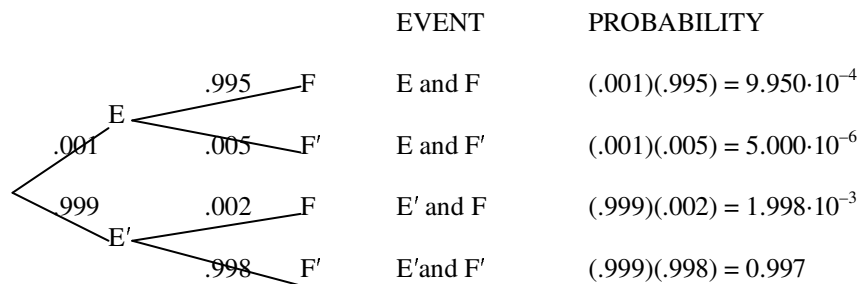 EVENT PROBABILITY
.995 F E and F (.001)(.995) = 9.950·10⁻⁴
E
.001 .005 F′ E and F′ (.001)(.005) = 5.000·10⁻⁶
.999 .002 F E′ and F (.999)(.002) = 1.998·10⁻³
E′
.998 F′ E′and F′ (.999)(.998) = 0.997